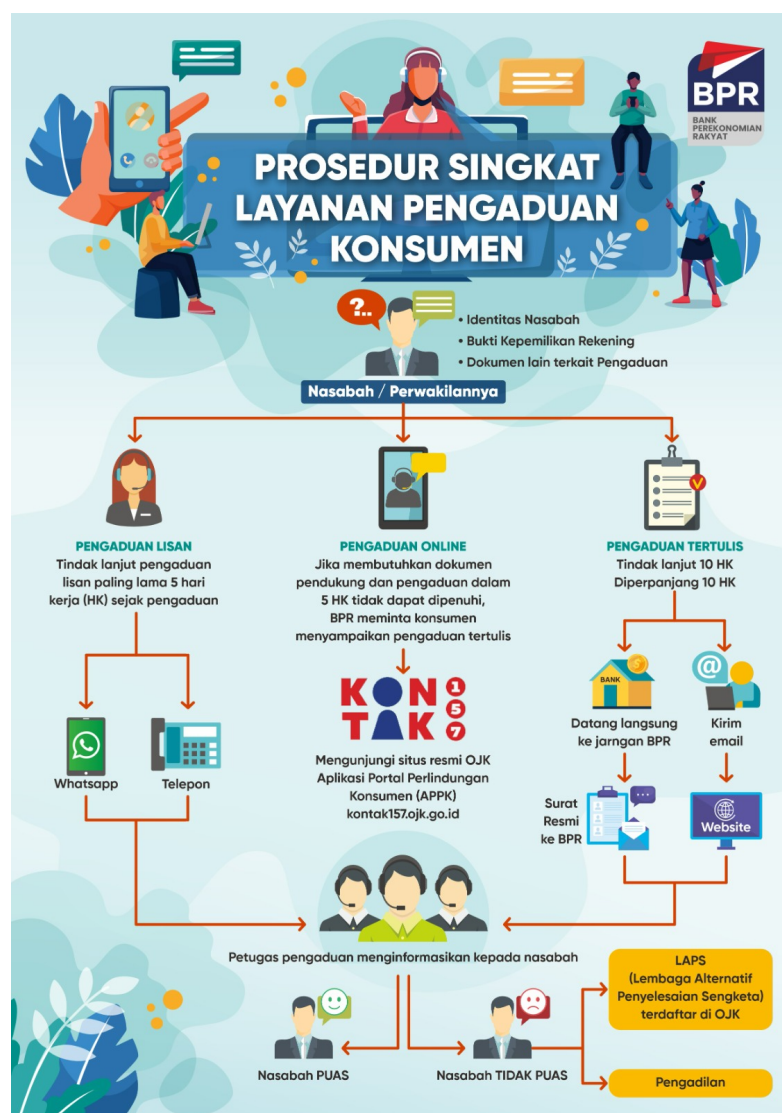 BPR
BANK
PEREKONOMIAN
RAKYAT
PROSEDUR SINGKAT
LAYANAN PENGADUAN
KONSUMEN
?..
• Identitas Nasabah
• Bukti Kepemilikan Rekening
• Dokumen lain terkait Pengaduan
Nasabah / Perwakilannya
PENGADUAN LISAN
Tindak lanjut pengaduan
lisan paling lama 5 hari
kerja (HK) sejak pengaduan
Whatsapp
Telepon
PENGADUAN ONLINE
Jika membutuhkan dokumen
pendukung dan pengaduan dalam
5 HK tidak dapat dipenuhi,
BPR meminta konsumen
menyampaikan pengaduan tertulis
KONTAK 157
Mengunjungi situs resmi OJK
Aplikasi Portal Perlindungan
Konsumen (APPK)
kontak157.ojk.go.id
PENGADUAN TERTULIS
Tindak lanjut 10 HK
Diperpanjang 10 HK
BANK
@
Datang langsung
ke jarngan BPR
Kirim
email
Surat
Resmi
ke BPR
Website
Petugas pengaduan menginformasikan kepada nasabah
Nasabah PUAS
Nasabah TIDAK PUAS
LAPS
(Lembaga Alternatif
Penyelesaian Sengketa)
terdaftar di OJK
Pengadilan